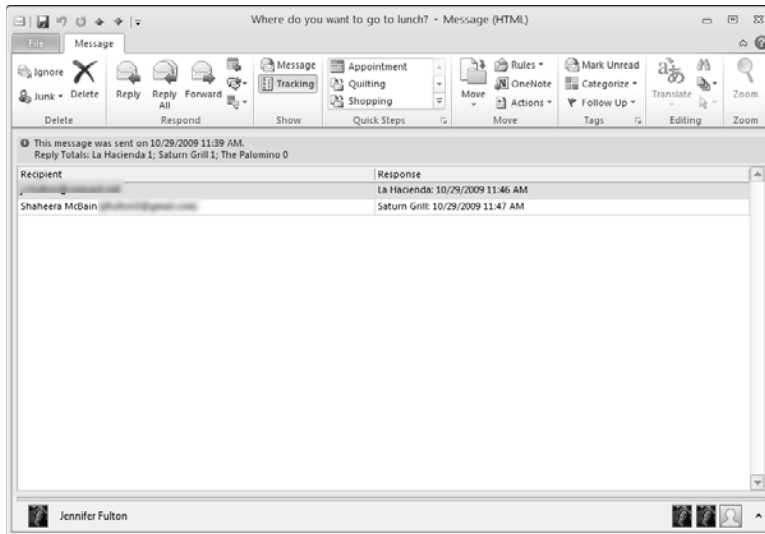 Where do you want to go to lunch? - Message (HTML)
File Message
Ignore
Junk
Delete
Delete
Reply
Reply All
Forward
Respond
Message
Tracking
Show
Appointment
Quilting
Shopping
Quick Steps
Move
Rules
OneNote
Actions
Move
Mark Unread
Categorize
Follow Up
Tags
Translate
Editing
Zoom
Zoom
This message was sent on 10/29/2009 11:39 AM.
Reply Totals: La Hacienda 1; Saturn Grill 1; The Palomino 0
Recipient Response
La Hacienda: 10/29/2009 11:46 AM
Shaheera McBain Saturn Grill: 10/29/2009 11:47 AM
Jennifer Fulton